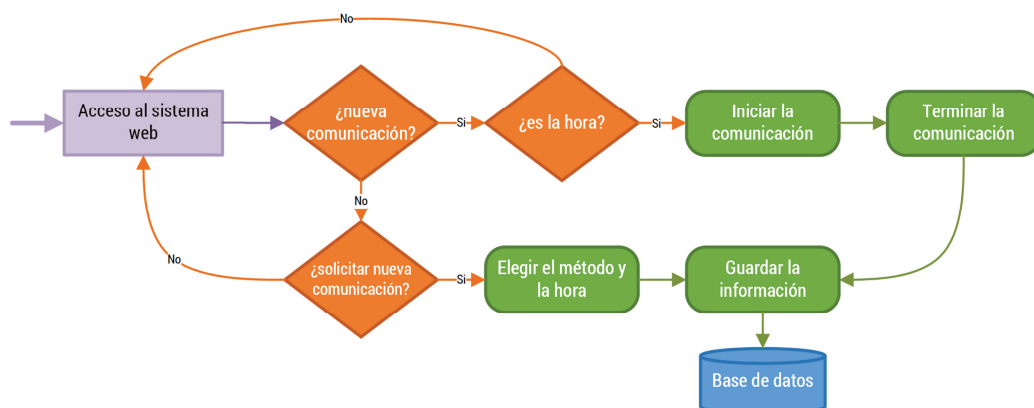 No
Acceso al sistema
web
¿nueva
comunicación?
Si
¿es la hora?
Si
Iniciar la
comunicación
Terminar la
comunicación
No
No
¿solicitar nueva
comunicación?
Si
Elegir el método y
la hora
Guardar la
información
Base de datos